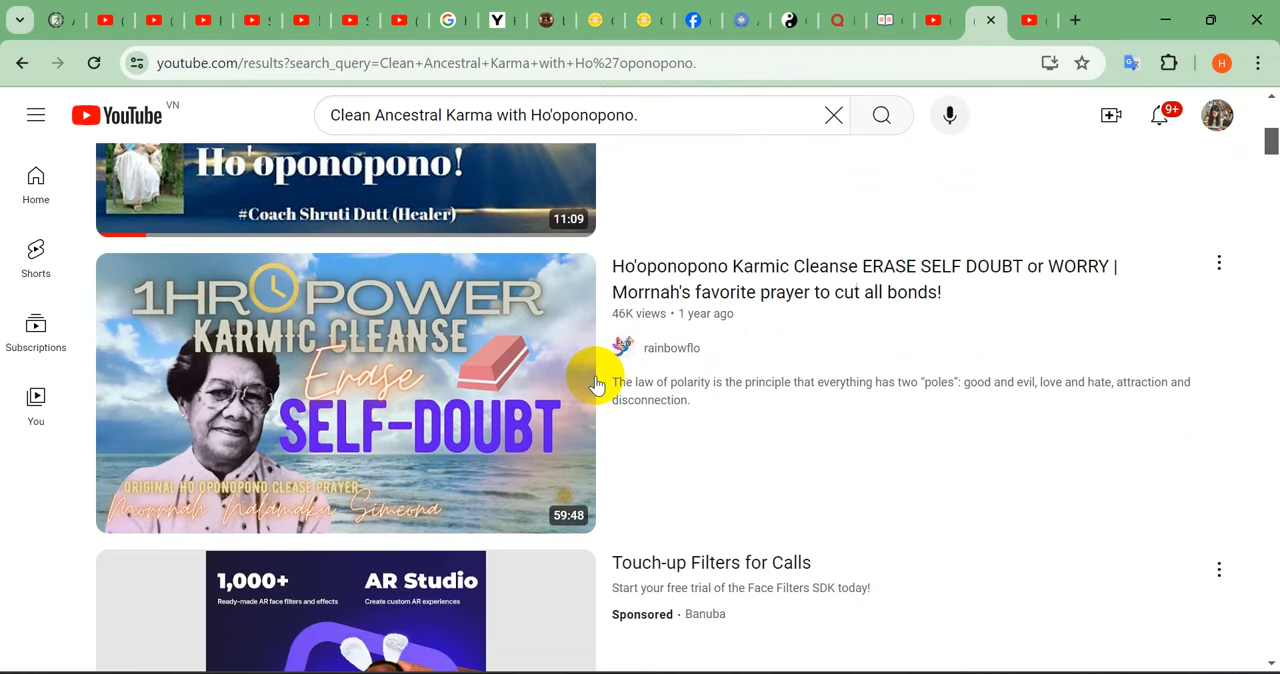 youtube.com/results?search_query=Clean+Ancestral+Karma+with+Ho%27oponopono.
H
YouTube VN
Clean Ancestral Karma with Ho'oponopono.
9+
Home
Shorts
Subscriptions
You
Ho'oponopono!
#Coach Shruti Dutt (Healer)
11:09
1HR POWER
KARMIC CLEANSE
Erase
SELF-DOUBT
ORIGINAL HO OPONOPONO CLEASE PRAYER
Morrnah Nalamaku Simeona
59:48
Ho'oponopono Karmic Cleanse ERASE SELF DOUBT or WORRY |
Morrnah's favorite prayer to cut all bonds!
46K views • 1 year ago
rainbowflo
The law of polarity is the principle that everything has two “poles”: good and evil, love and hate, attraction and
disconnection.
1,000+
Ready-made AR face filters and effects
AR Studio
Create custom AR experiences
Touch-up Filters for Calls
Start your free trial of the Face Filters SDK today!
Sponsored · Banuba